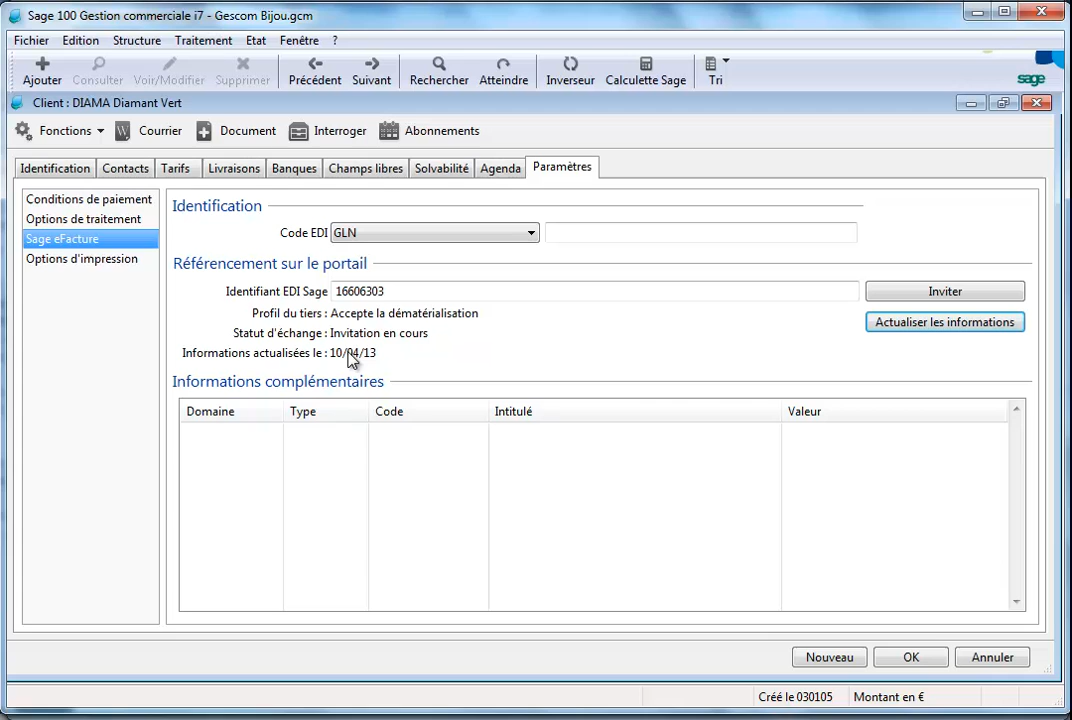 Sage 100 Gestion commerciale i7 - Gescom Bijou.gcm
Fichier Edition Structure Traitement Etat Fenêtre ?
Ajouter Consulter Voir/Modifier Supprimer Précédent Suivant Rechercher Atteindre Inverseur Calculette Sage Tri sage
Client : DIAMA Diamant Vert
Fonctions Courrier Document Interroger Abonnements
Identification Contacts Tarifs Livraisons Banques Champs libres Solvabilité Agenda Paramètres
Conditions de paiement
Options de traitement
Sage eFacture
Options d'impression
Identification
Code EDI GLN
Référencement sur le portail
Identifiant EDI Sage 16606303 Inviter
Profil du tiers : Accepte la dématérialisation Actualiser les informations
Statut d'échange : Invitation en cours
Informations actualisées le : 10/04/13
Informations complémentaires
Domaine Type Code Intitulé Valeur
Nouveau OK Annuler
Créé le 030105 Montant en €